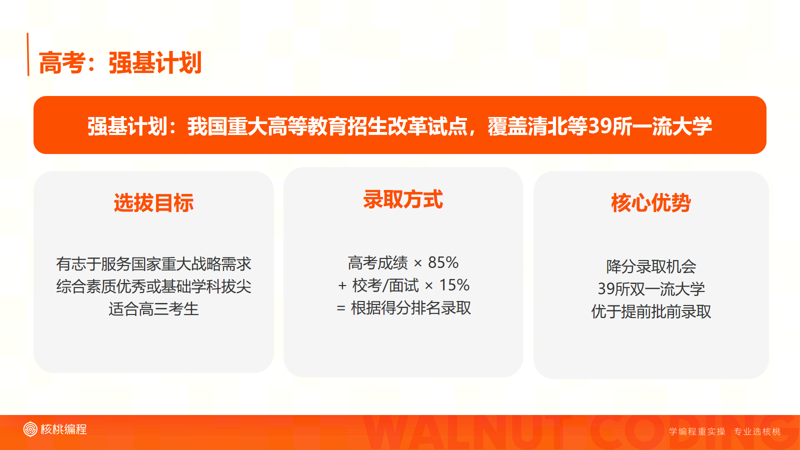 高考：强基计划
强基计划：我国重大高等教育招生改革试点，覆盖清北等39所一流大学
选拔目标
有志于服务国家重大战略需求
综合素质优秀或基础学科拔尖
适合高三考生
录取方式
高考成绩 × 85%
+ 校考/面试 × 15%
= 根据得分排名录取
核心优势
降分录取机会
39所双一流大学
优于提前批前录取
核桃编程
WALNUT CODING
学编程重实操 专业选核桃